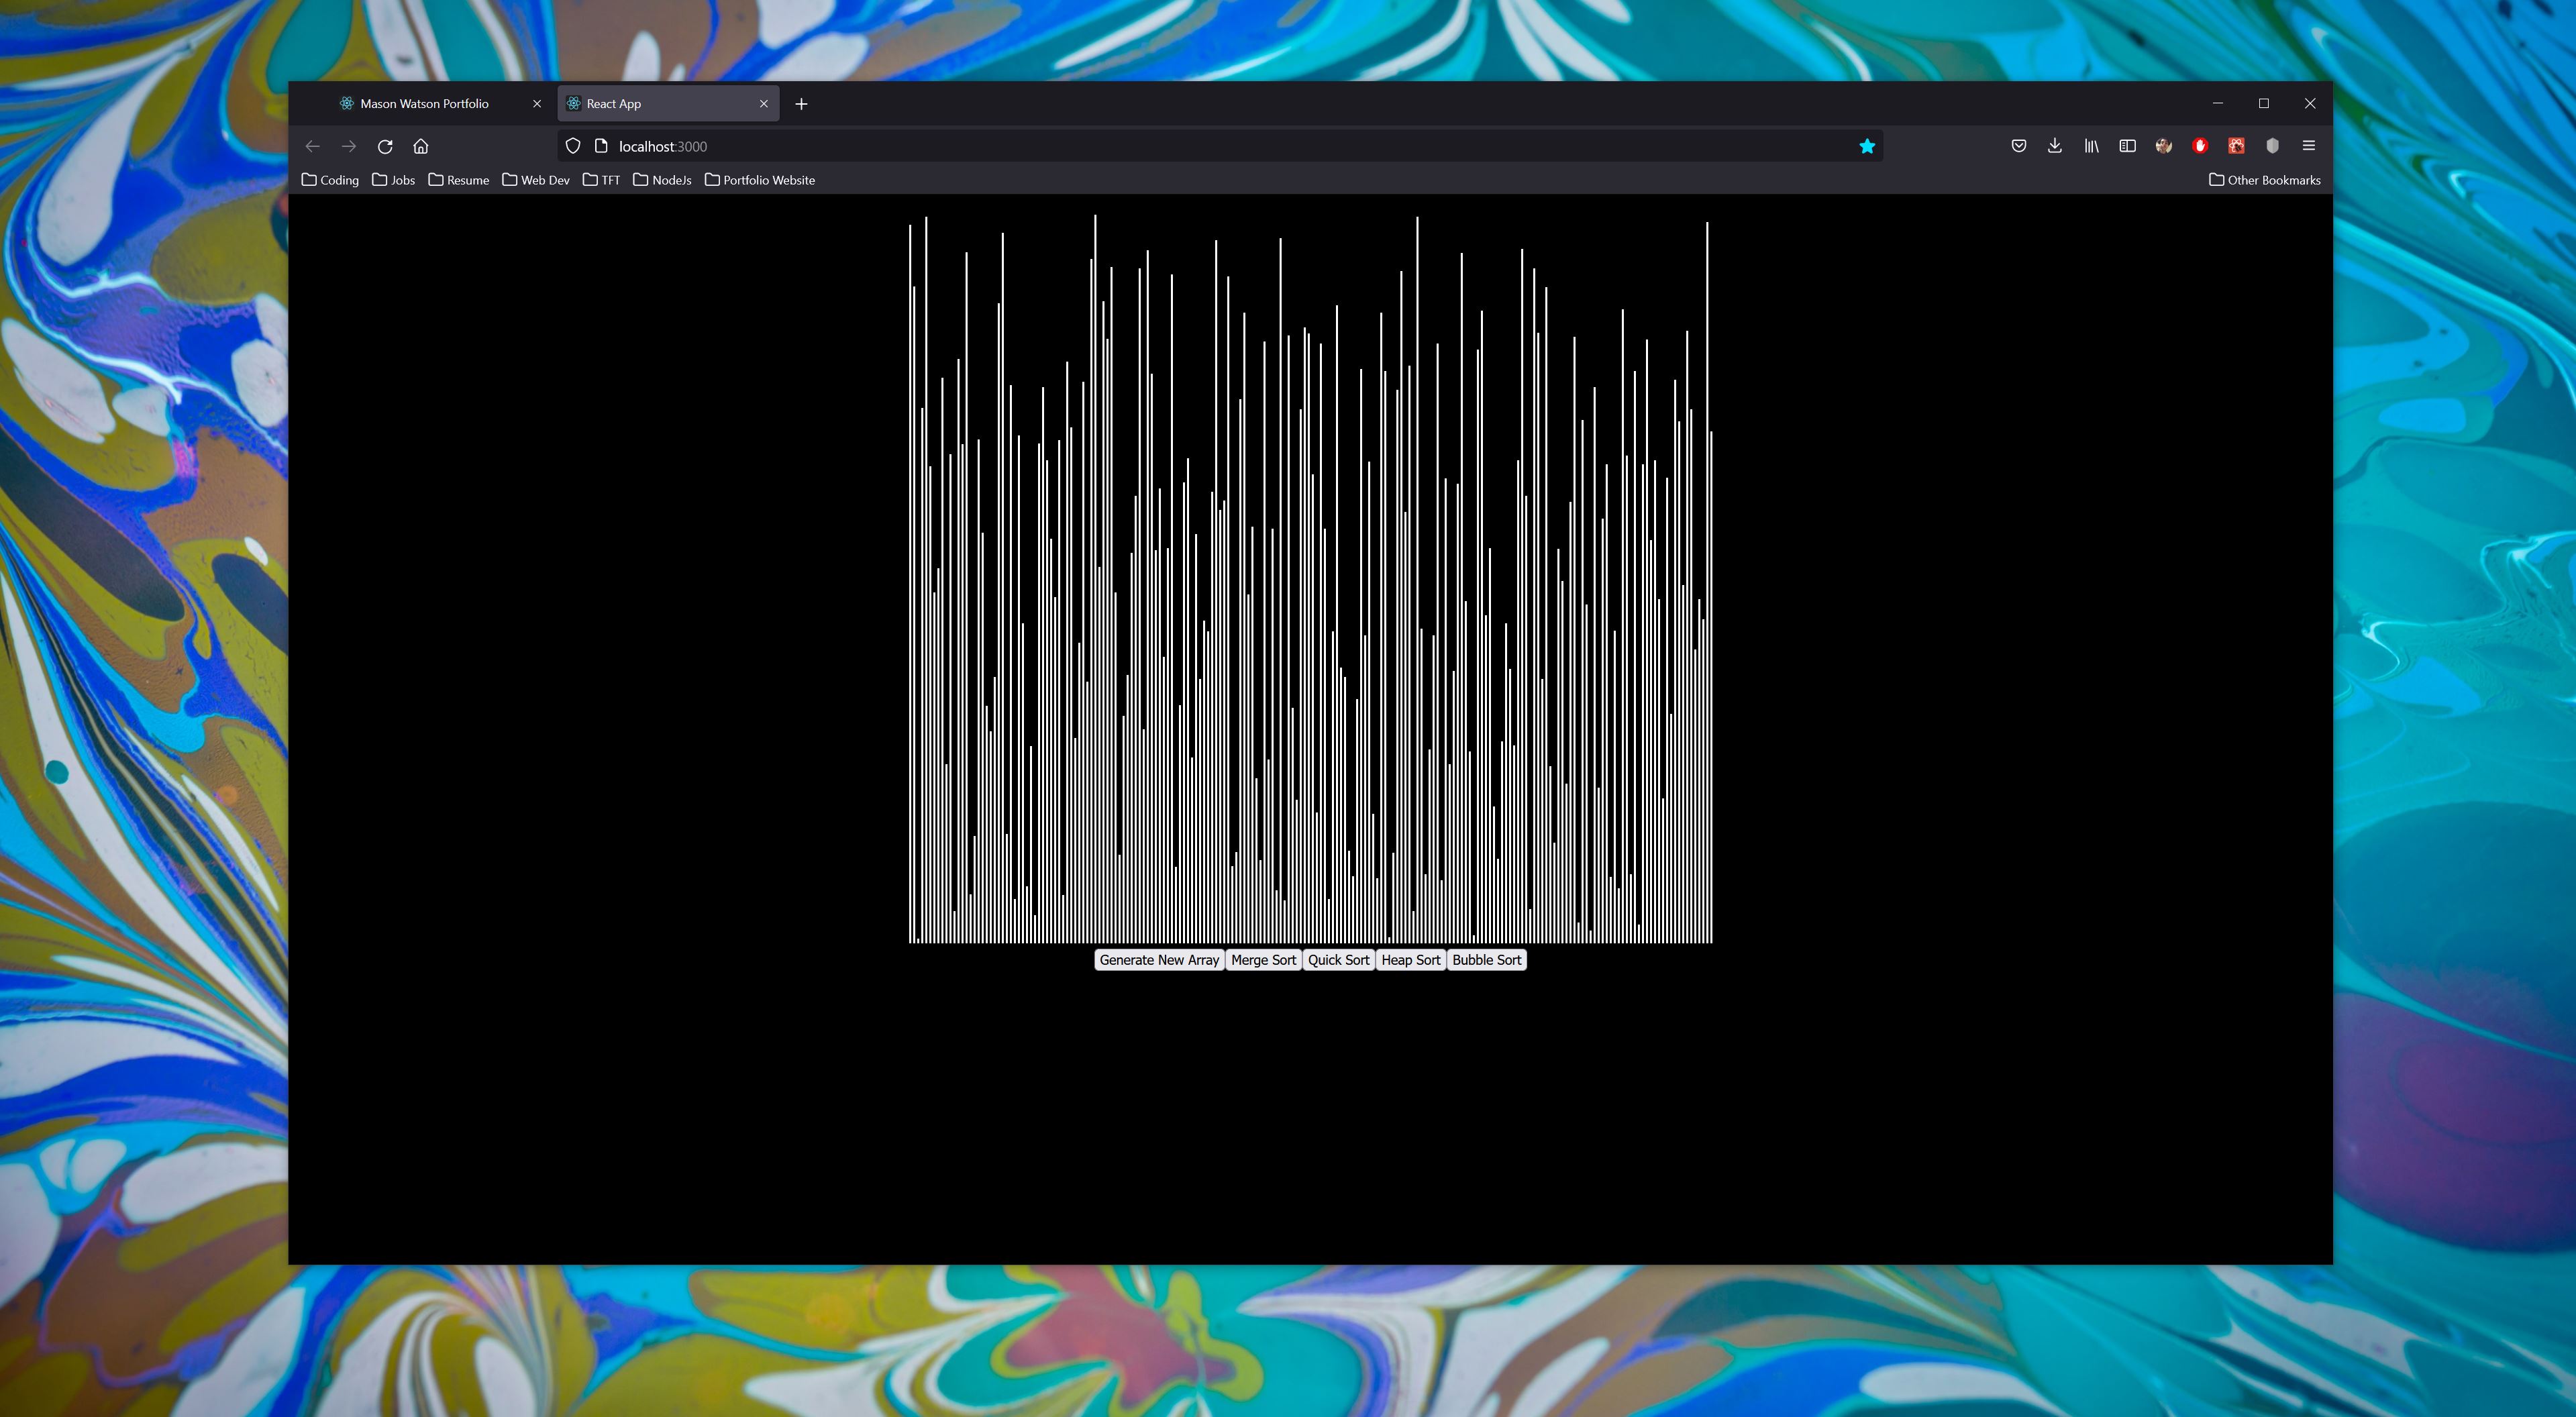 Mason Watson Portfolio React App
localhost:3000
Coding Jobs Resume Web Dev TFT NodeJs Portfolio Website Other Bookmarks
Generate New Array Merge Sort Quick Sort Heap Sort Bubble Sort